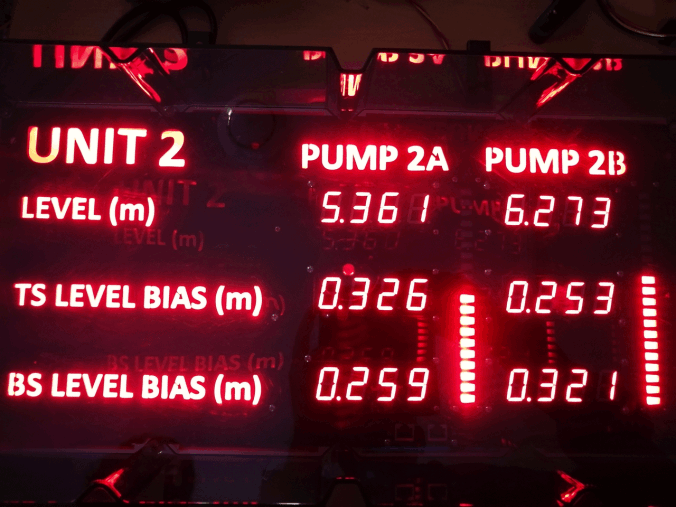 UNIT 2 PUMP 2A PUMP 2B
LEVEL (m) 5.361 6.273
TS LEVEL BIAS (m) 0.326 0.253
BS LEVEL BIAS (m) 0.259 0.321